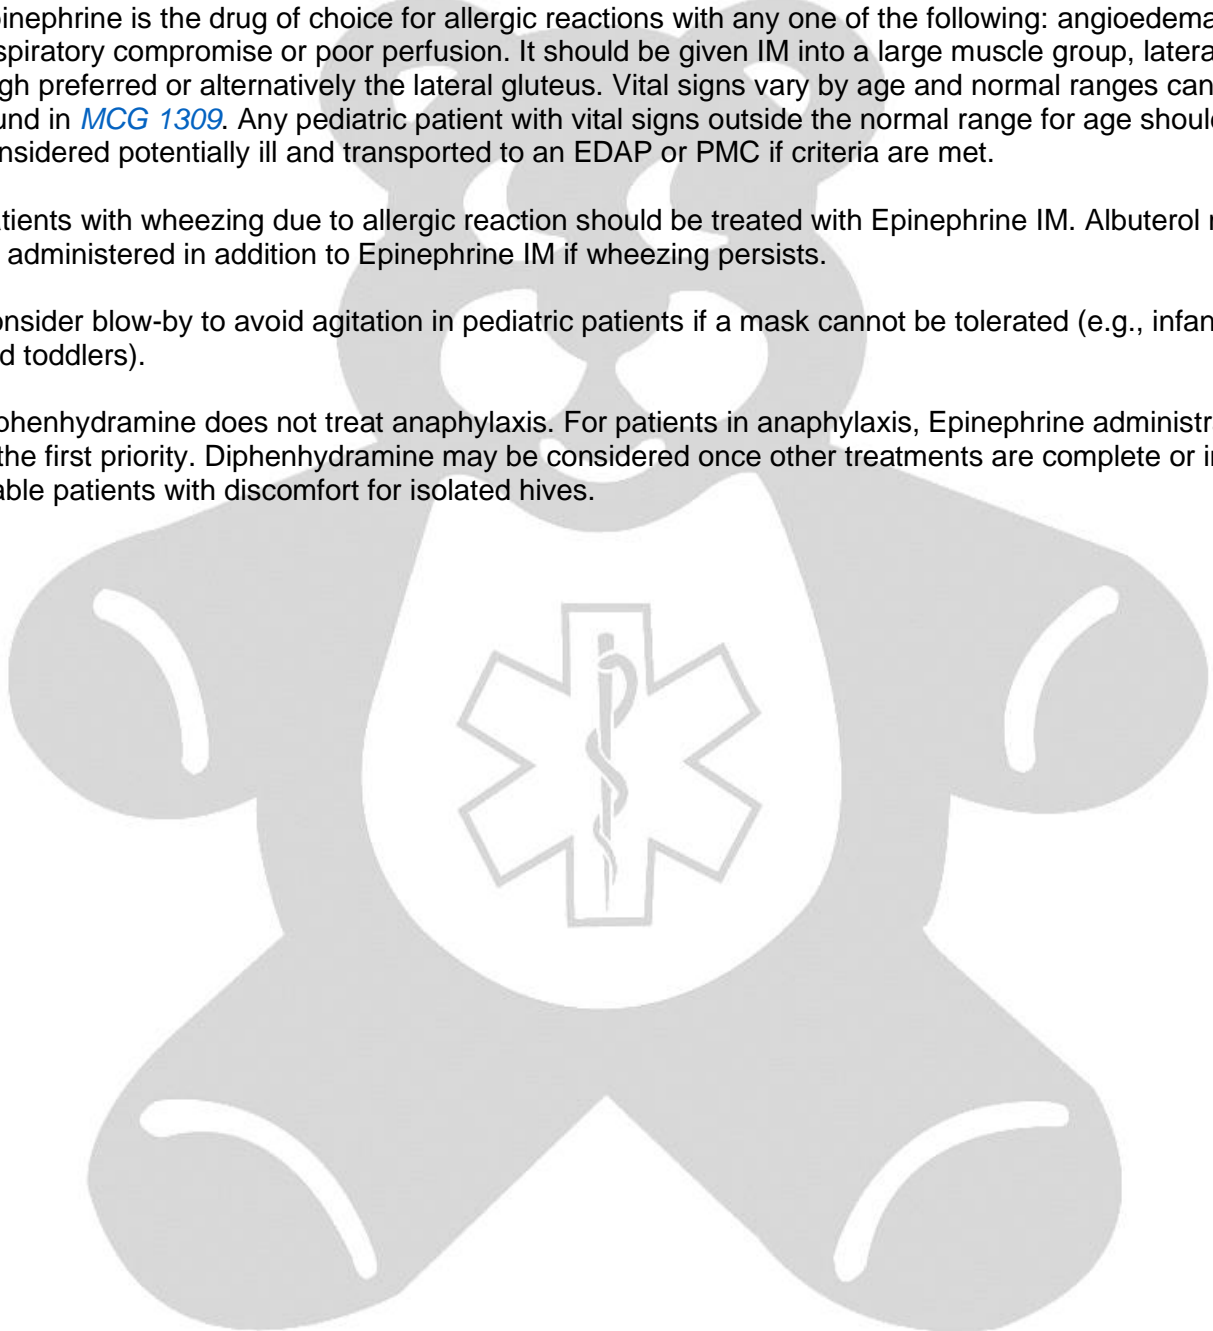 pinephrine is the drug of choice for allergic reactions with any one of the following: angioedema
spiratory compromise or poor perfusion. It should be given IM into a large muscle group, latera
gh preferred or alternatively the lateral gluteus. Vital signs vary by age and normal ranges can
und in MCG 1309. Any pediatric patient with vital signs outside the normal range for age shoul
nsidered potentially ill and transported to an EDAP or PMC if criteria are met.
tients with wheezing due to allergic reaction should be treated with Epinephrine IM. Albuterol
administered in addition to Epinephrine IM if wheezing persists.
onsider blow-by to avoid agitation in pediatric patients if a mask cannot be tolerated (e.g., infan
d toddlers).
phenhydramine does not treat anaphylaxis. For patients in anaphylaxis, Epinephrine administr
the first priority. Diphenhydramine may be considered once other treatments are complete or in
able patients with discomfort for isolated hives.